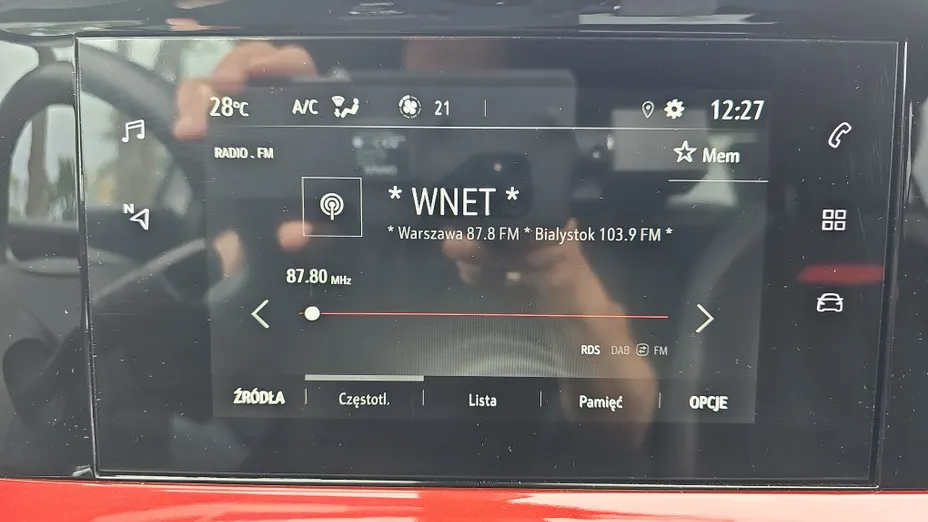 28°C A/C 21 12:27
RADIO . FM
Mem
* WNET *
* Warszawa 87.8 FM * Bialystok 103.9 FM *
N
87.80 MHz
RDS DAB FM
ŹRÓDŁA Częstotl. Lista Pamięć OPCJE